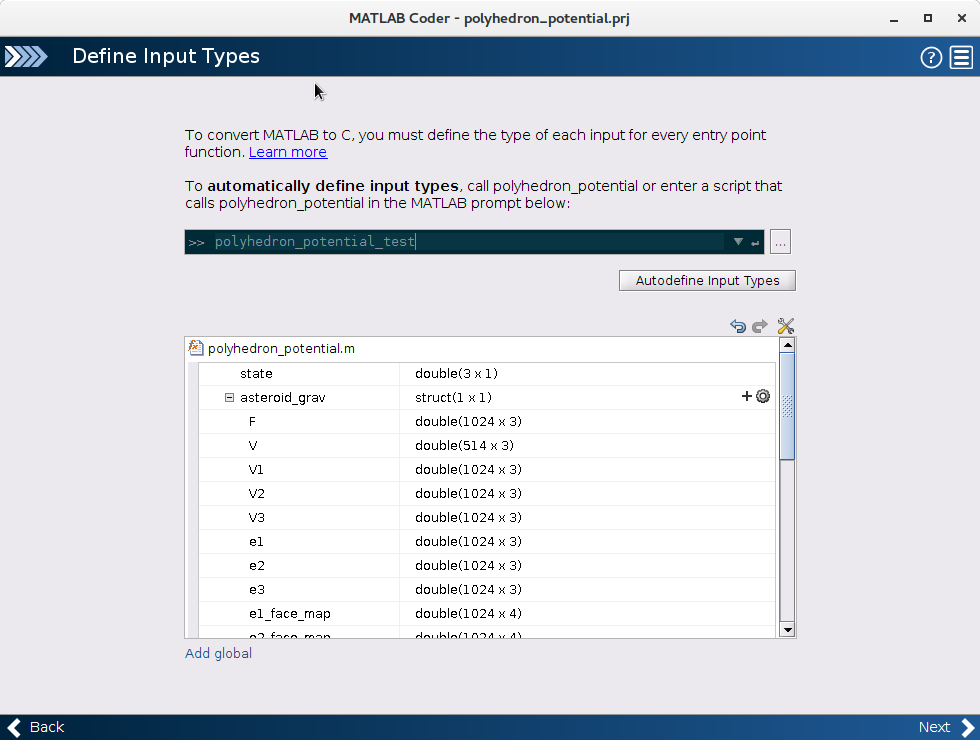 MATLAB Coder - polyhedron_potential.prj
Define Input Types
To convert MATLAB to C, you must define the type of each input for every entry point
function. Learn more
To automatically define input types, call polyhedron_potential or enter a script that
calls polyhedron_potential in the MATLAB prompt below:
>> polyhedron_potential_test
...
Autodefine Input Types
polyhedron_potential.m
state double(3 x 1)
asteroid_grav struct(1 x 1)
F double(1024 x 3)
V double(514 x 3)
V1 double(1024 x 3)
V2 double(1024 x 3)
V3 double(1024 x 3)
e1 double(1024 x 3)
e2 double(1024 x 3)
e3 double(1024 x 3)
e1_face_map double(1024 x 4)
e2_face_map double(1024 x 4)
Add global
Back Next